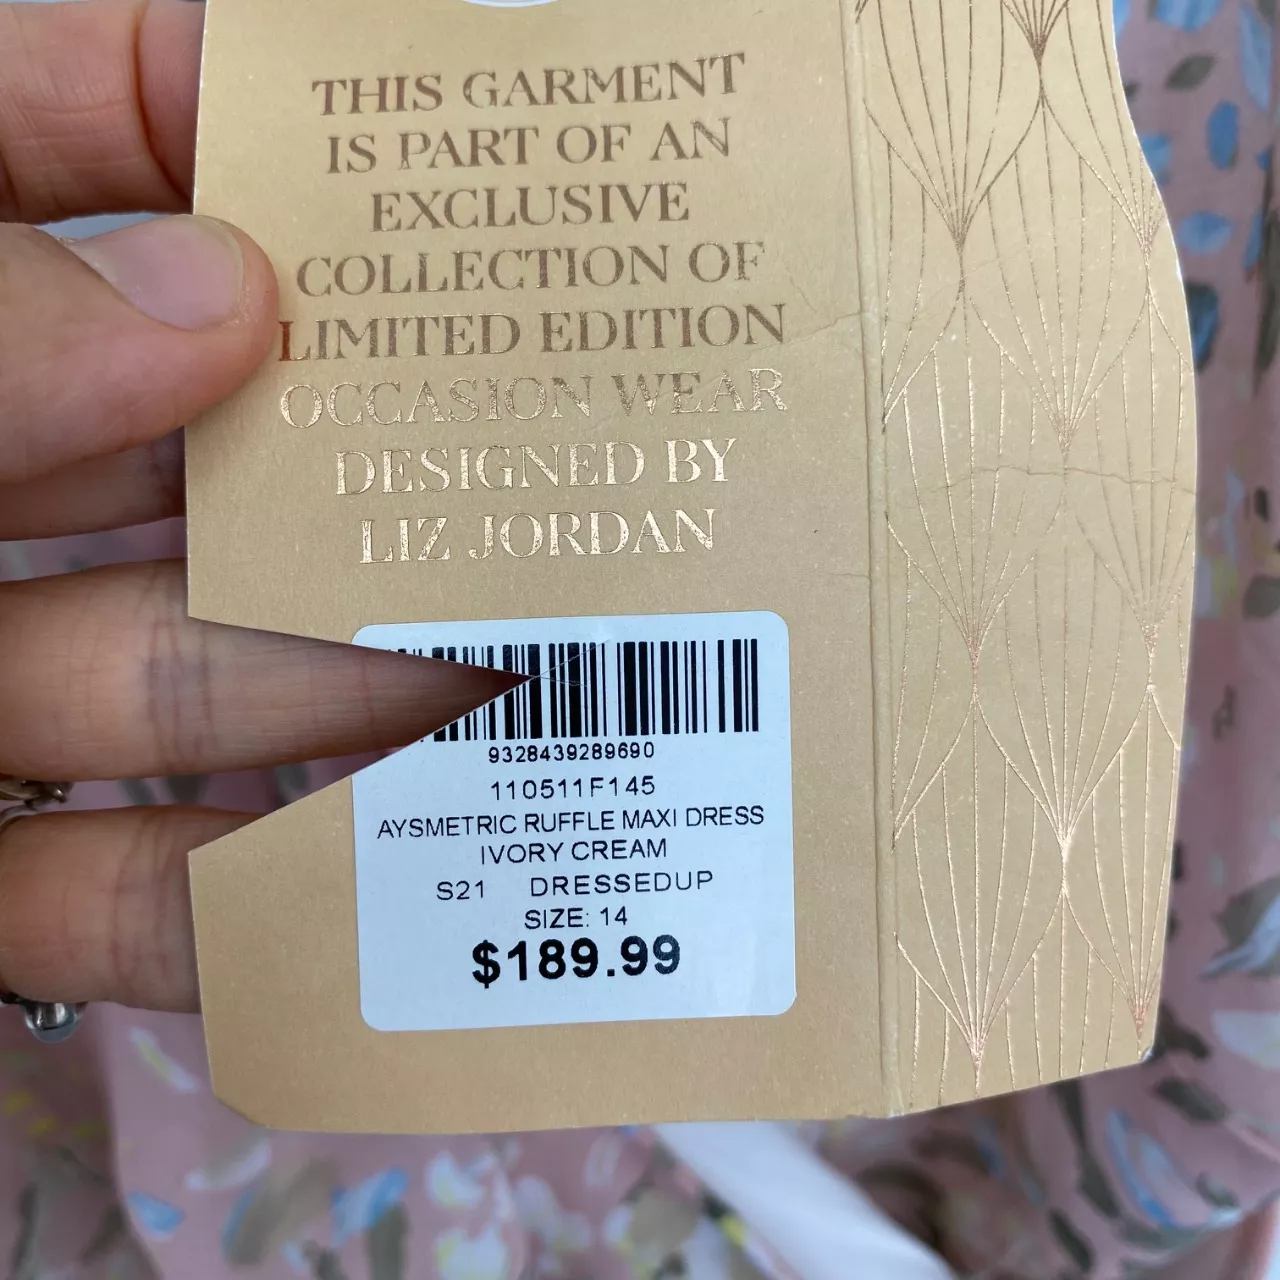 THIS GARMENT
IS PART OF AN
EXCLUSIVE
COLLECTION OF
LIMITED EDITION
OCCASION WEAR
DESIGNED BY
LIZ JORDAN
9328439289690
110511F145
AYSMETRIC RUFFLE MAXI DRESS
IVORY CREAM
S21 DRESSEDUP
SIZE: 14
$189.99